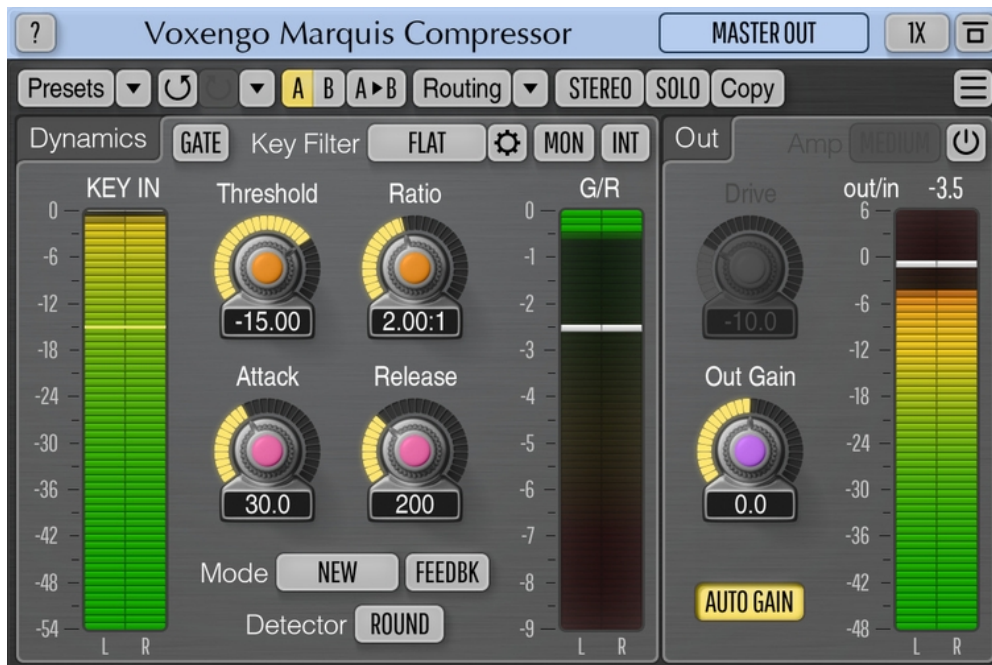 ? Voxengo Marquis Compressor MASTER OUT 1X
Presets A B A▸B Routing STEREO SOLO Copy
Dynamics GATE Key Filter FLAT MON INT Out Amp MEDIUM
KEY IN Threshold Ratio G/R Drive out/in -3.5
0 0 6
-6 -1 0
-12 -15.00 2.00:1 -2 -10.0 -6
-18 -3 -12
Attack Release Out Gain
-24 -4 -18
-30 -5 -24
-36 30.0 200 -6 0.0 -30
-42 -7 -36
Mode NEW FEEDBK
-48 -8 -42
AUTO GAIN
Detector ROUND
-54 -9 -48
L R L R L R